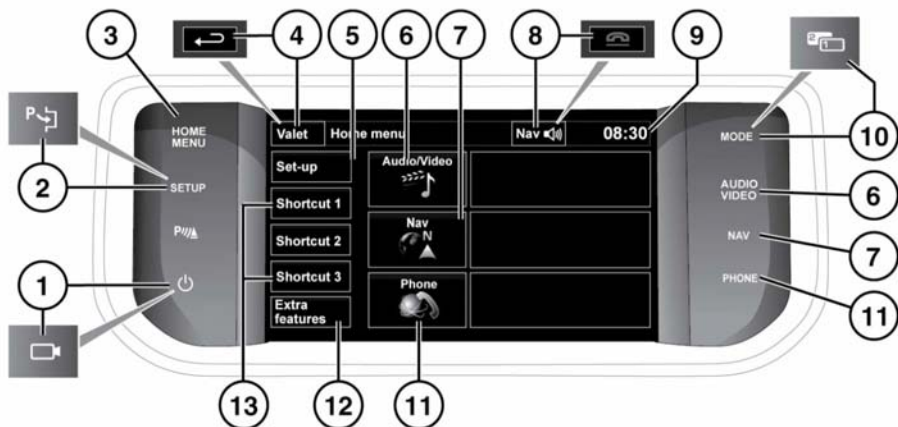 3
4
5
6
7
8
9
10
HOME
MENU
Valet
Home menu
Nav
08:30
MODE
P
2
SETUP
Set-up
Audio/Video
AUDIO
VIDEO
6
Shortcut 1
P
Shortcut 2
Nav
N
NAV
7
1
Shortcut 3
Phone
PHONE
11
Extra
features
13
12
11
2
1